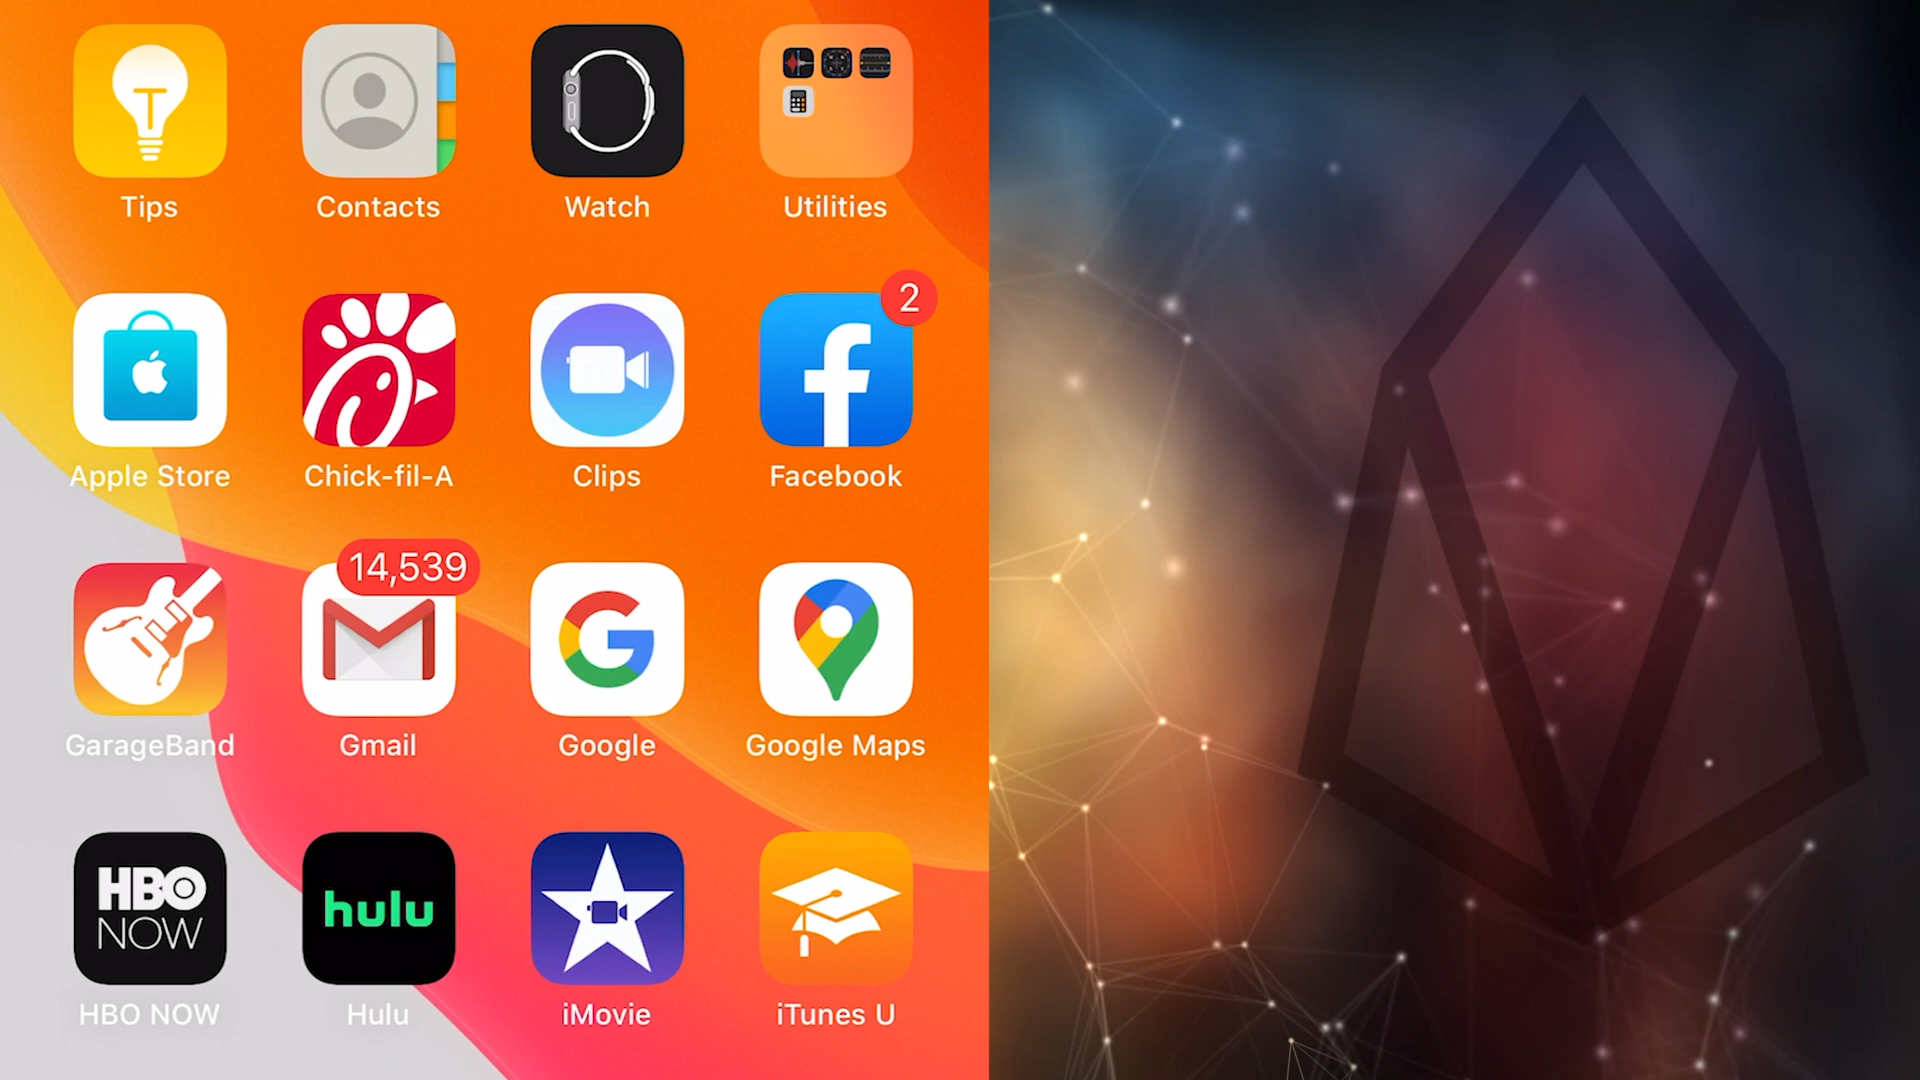 Tips
Contacts
Watch
Utilities
2
Apple Store
Chick-fil-A
Clips
Facebook
14,539
GarageBand
Gmail
Google
Google Maps
HBO
NOW
hulu
HBO NOW
Hulu
iMovie
iTunes U